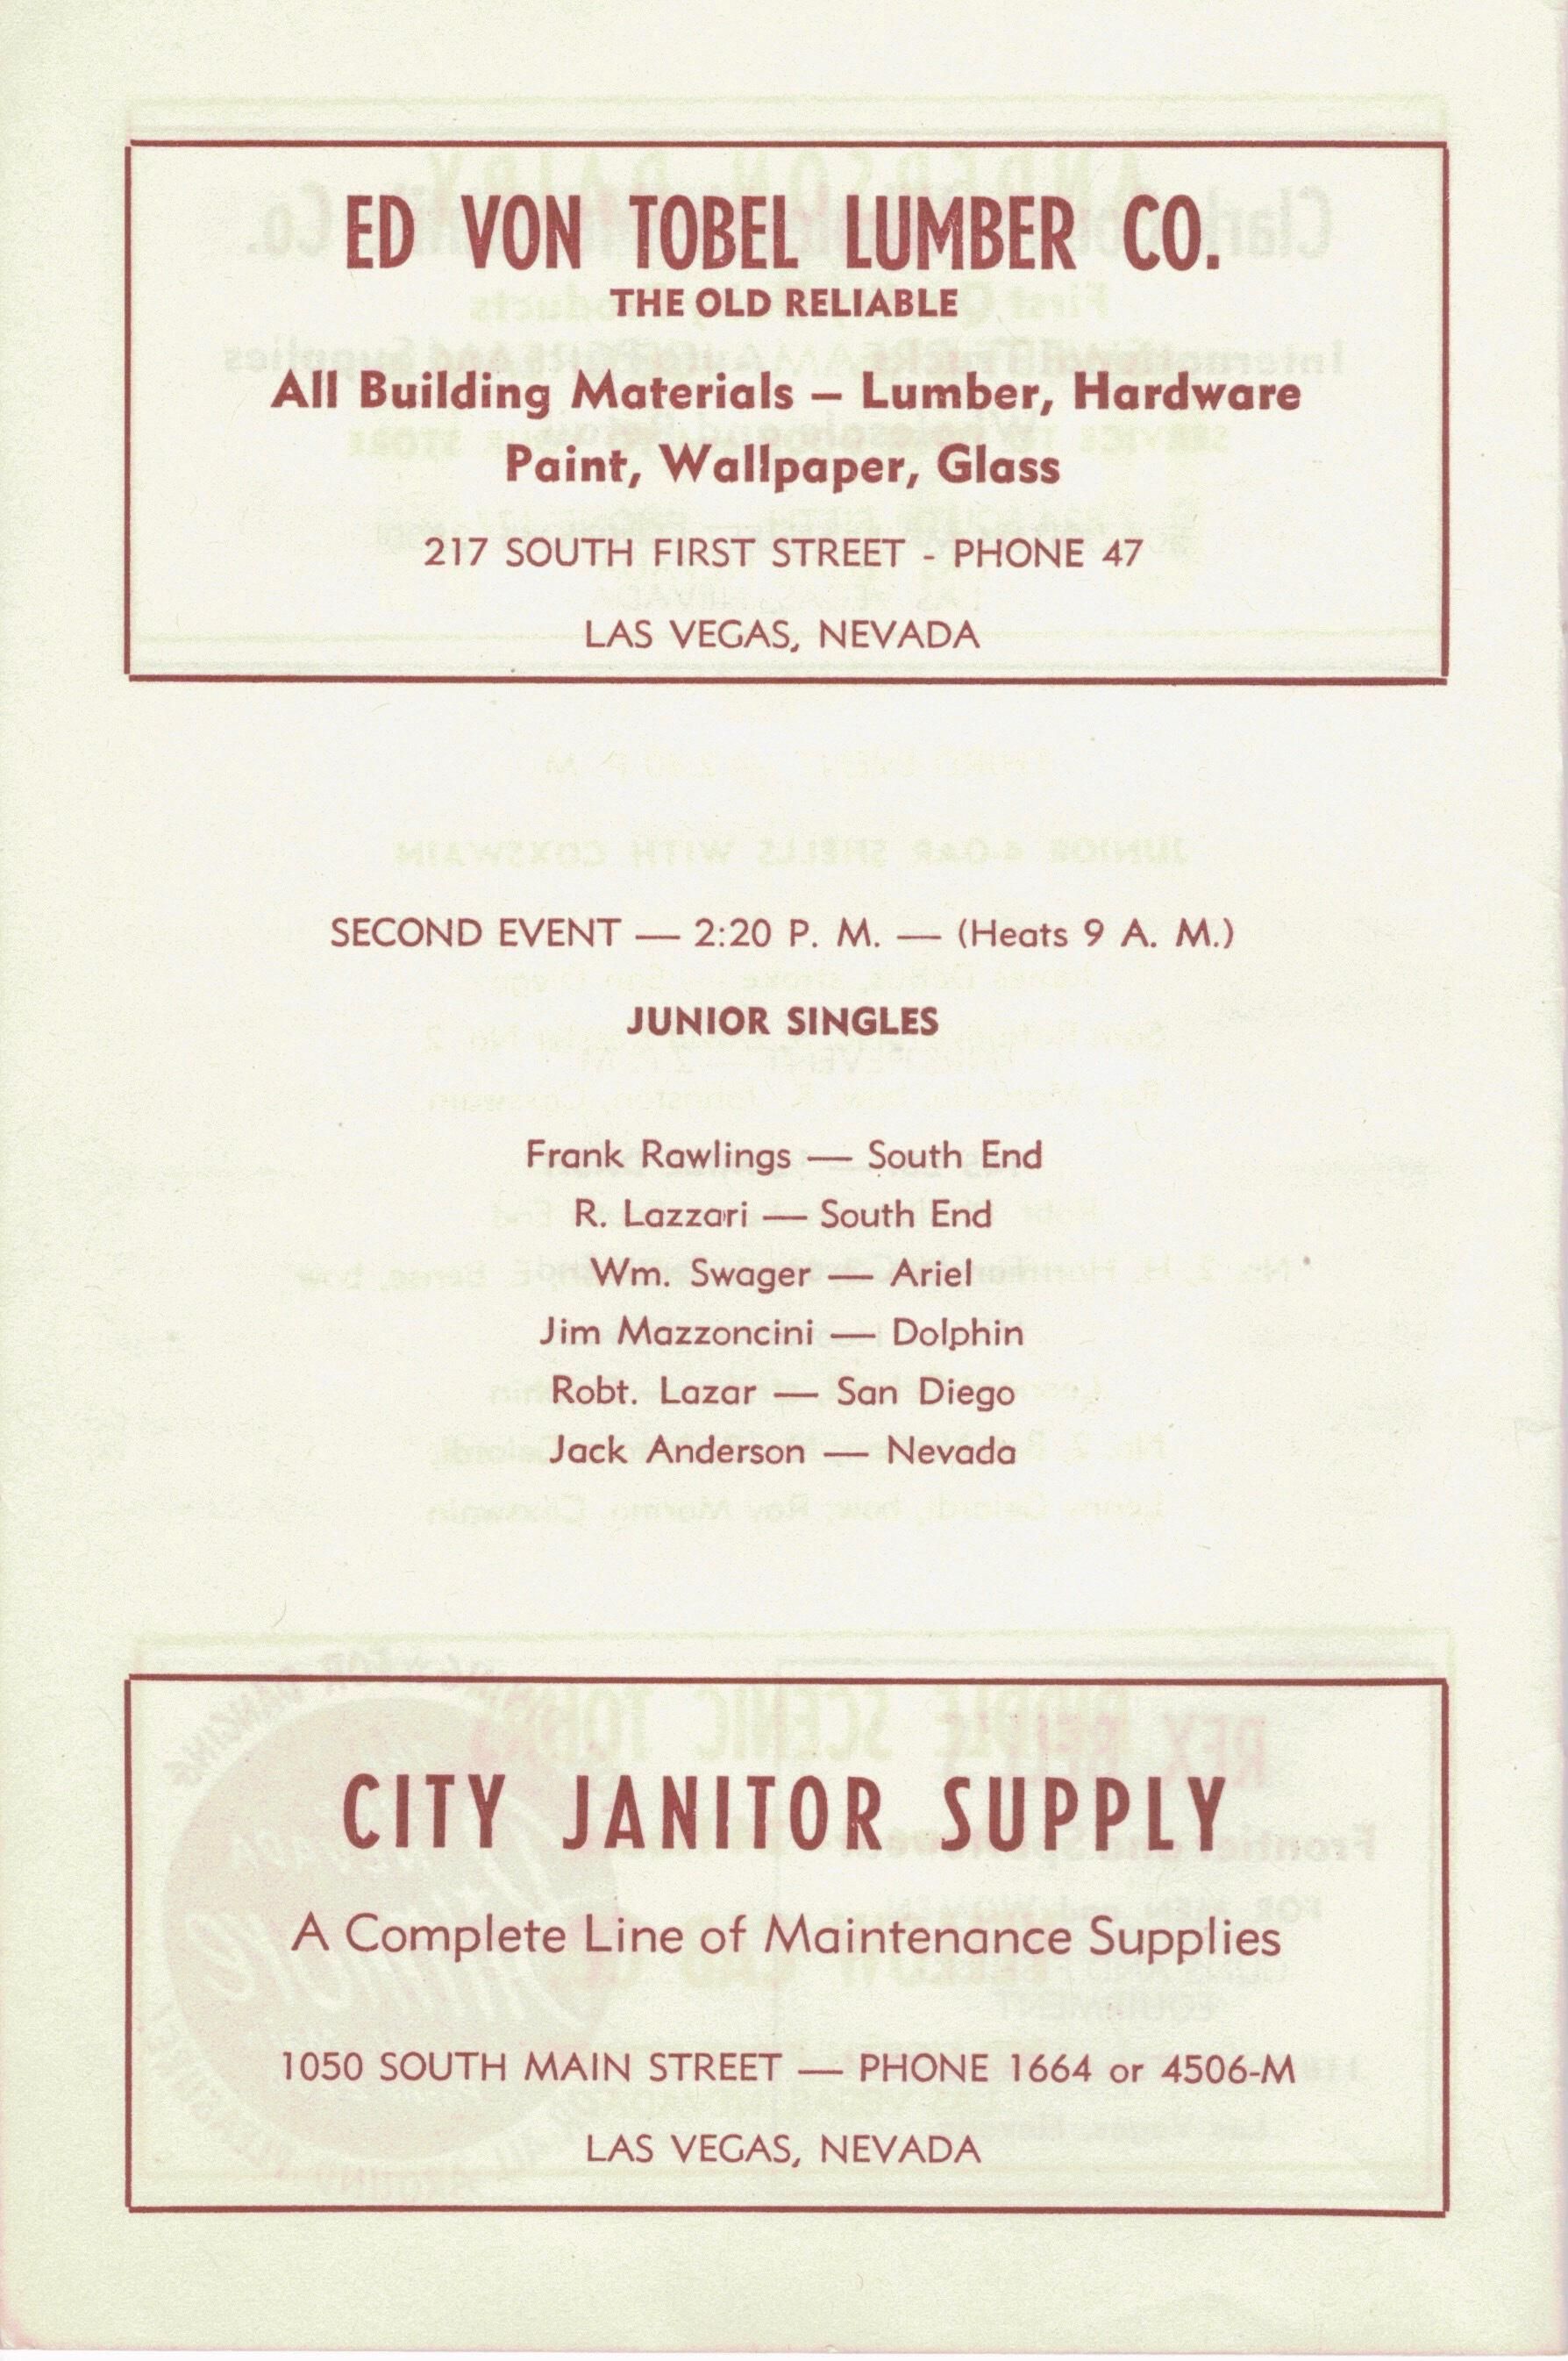 ED VON TOBEL LUMBER CO.
THE OLD RELIABLE
All Building Materials – Lumber, Hardware
Paint, Wallpaper, Glass
217 SOUTH FIRST STREET - PHONE 47
LAS VEGAS, NEVADA
SECOND EVENT — 2:20 P. M. — (Heats 9 A. M.)
JUNIOR SINGLES
Frank Rawlings — South End
R. Lazzari — South End
Wm. Swager — Ariel
Jim Mazzoncini — Dolphin
Robt. Lazar — San Diego
Jack Anderson — Nevada
CITY JANITOR SUPPLY
A Complete Line of Maintenance Supplies
1050 SOUTH MAIN STREET — PHONE 1664 or 4506-M
LAS VEGAS, NEVADA